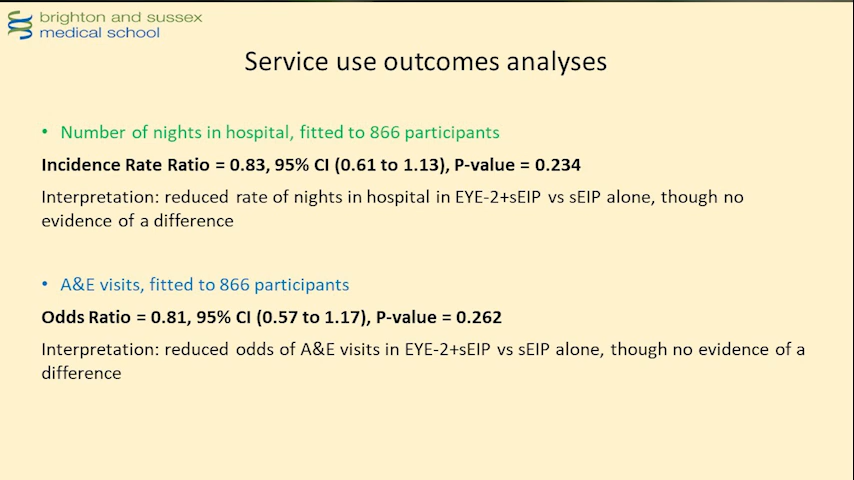 brighton and sussex
medical school
Service use outcomes analyses
• Number of nights in hospital, fitted to 866 participants
Incidence Rate Ratio = 0.83, 95% CI (0.61 to 1.13), P-value = 0.234
Interpretation: reduced rate of nights in hospital in EYE-2+sEIP vs sEIP alone, though no
evidence of a difference
• A&E visits, fitted to 866 participants
Odds Ratio = 0.81, 95% CI (0.57 to 1.17), P-value = 0.262
Interpretation: reduced odds of A&E visits in EYE-2+sEIP vs sEIP alone, though no evidence of a
difference